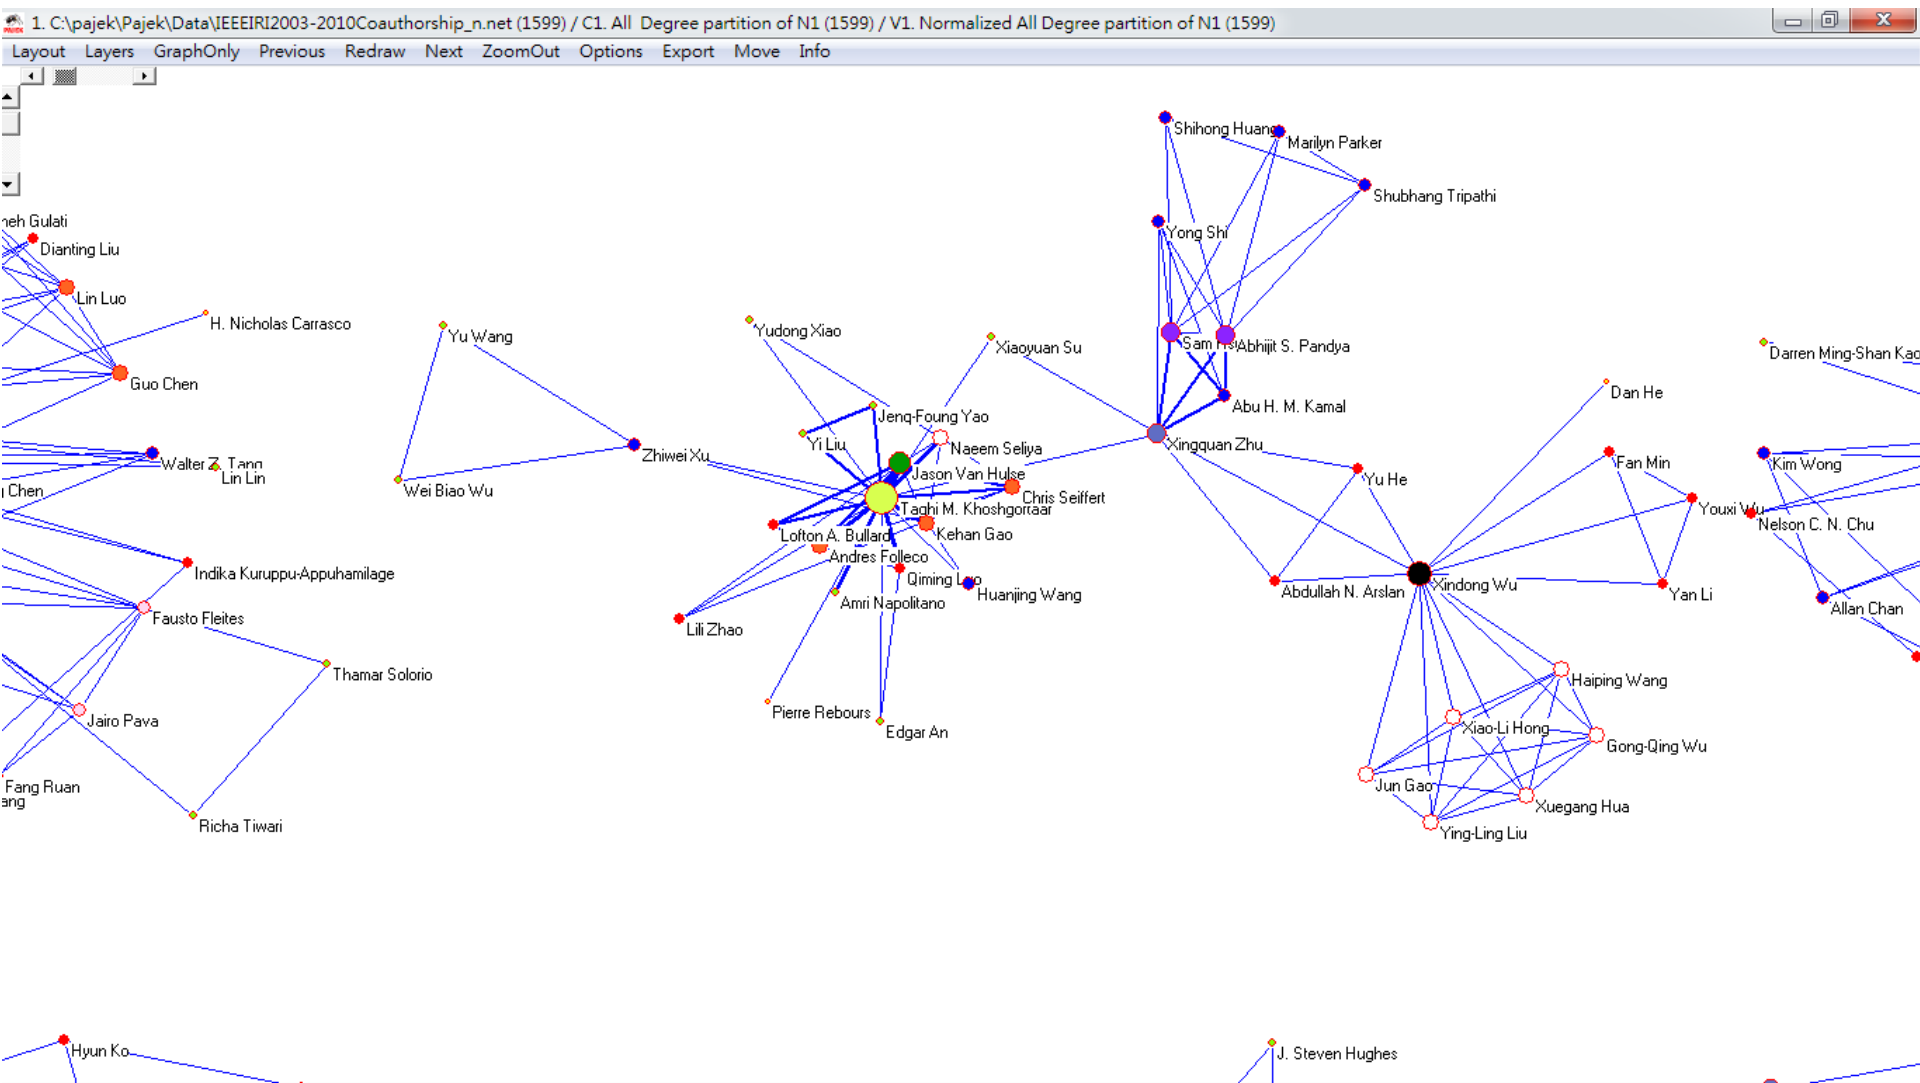 1. C:\pajek\Pajek\Data\IEEEIRI2003-2010Coauthorship_n.net (1599) / C1. All Degree partition of N1 (1599) / V1. Normalized All Degree partition of N1 (1599)
Layout Layers GraphOnly Previous Redraw Next ZoomOut Options Export Move Info
Shihong Huang
Marilyn Parker
Shubhang Tripathi
neh Gulati
Yong Shi
Dianting Liu
Lin Luo
H. Nicholas Carrasco
Yu Wang
Yudong Xiao
Xiaoyuan Su
Sam
Abhijit S. Pandya
Darren Ming-Shan Kao
Guo Chen
Dan He
Abu H. M. Kamal
Jenq-Foung Yao
Yi Liu
Naeem Seliya
Xingquan Zhu
Zhiwei Xu
Walter Z. Tang
Fan Min
Kim Wong
Lin Lin
Jason Van Hulse
Yu He
Chen
Wei Biao Wu
Chris Seiffert
Taghi M. Khoshgoftaar
Youxi Wu
Nelson C. N. Chu
Lofton A. Bullard
Kehan Gao
Andres Folleco
Indika Kuruppu-Appuhamilage
Qiming Luo
Xindong Wu
Huanjing Wang
Abdullah N. Arslan
Yan Li
Amri Napolitano
Allan Chan
Fausto Fleites
Lili Zhao
Thamar Solorio
Haiping Wang
Jairo Pava
Pierre Rebours
Edgar An
Xiao-Li Hong
Gong-Qing Wu
Fang Ruan
ang
Jun Gao
Xuegang Hua
Richa Tiwari
Ying-Ling Liu
Hyun Ko
J. Steven Hughes